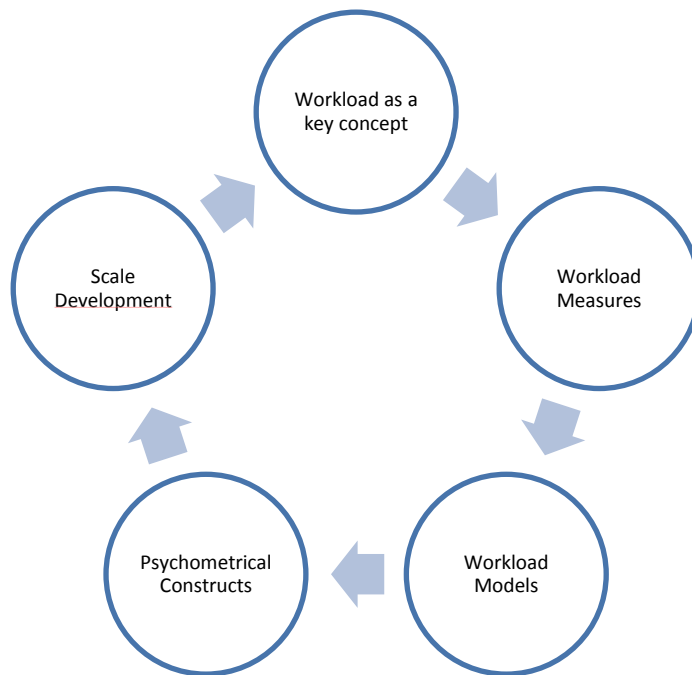 Workload as a
key concept
Workload
Measures
Workload
Models
Psychometrical
Constructs
Scale
Development